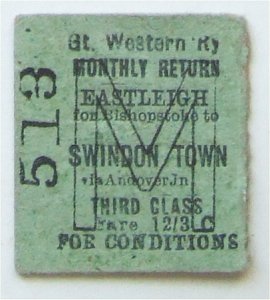 Gt. Western Ry
MONTHLY RETURN
EASTLEIGH
for Bishopstoke to
SWINDON TOWN
via Andover Jn
THIRD CLASS
Fare 12/3
FOR CONDITIONS
M
513